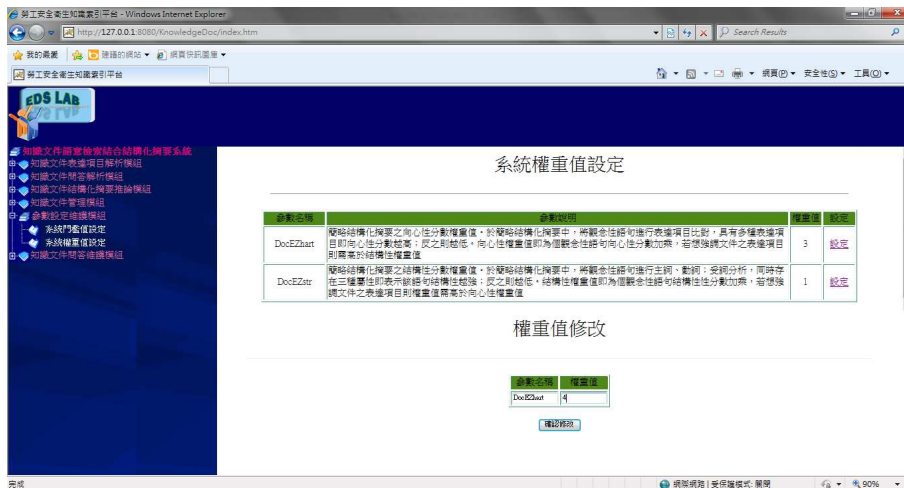 勞工安全衛生知識索引平台 - Windows Internet Explorer
http://127.0.0.1:8080/KnowledgeDoc/index.htm
Search Results
我的最愛
建議的網站
網頁快訊圖庫
勞工安全衛生知識索引平台
網頁(P)
安全性(S)
工具(O)
EDS LAB
知識文件語意檢索結合結構化摘要系統
知識文件表達項目解析模組
知識文件問答解析模組
知識文件結構化摘要推論模組
知識文件管理模組
參數設定維護模組
系統門檻值設定
系統權重值設定
知識文件問答維護模組
系統權重值設定
參數名稱 參數說明 權重值 設定
DocEZhart
簡略結構化摘要之向心性分數權重值。於簡略結構化摘要中，將觀念性語句進行表達項目比對，具有多種表達項
目即向心性分數越高；反之則越低。向心性權重值即為個觀念性語句向心性分數加乘，若想強調文件之表達項目
則需高於結構性權重值
3
設定
DocEZstr
簡略結構化摘要之結構性分數權重值。於簡略結構化摘要中，將觀念性語句進行主詞、動詞；受詞分析，同時存
在三種屬性即表示該語句結構性越強；反之則越低。結構性權重值即為個觀念性語句結構性性分數加乘，若想強
調文件之表達項目則權重值需高於向心性權重值
1
設定
權重值修改
參數名稱 權重值
DocEZhart 4
確認修改
完成
網際網路 | 受保護模式: 關閉
90%